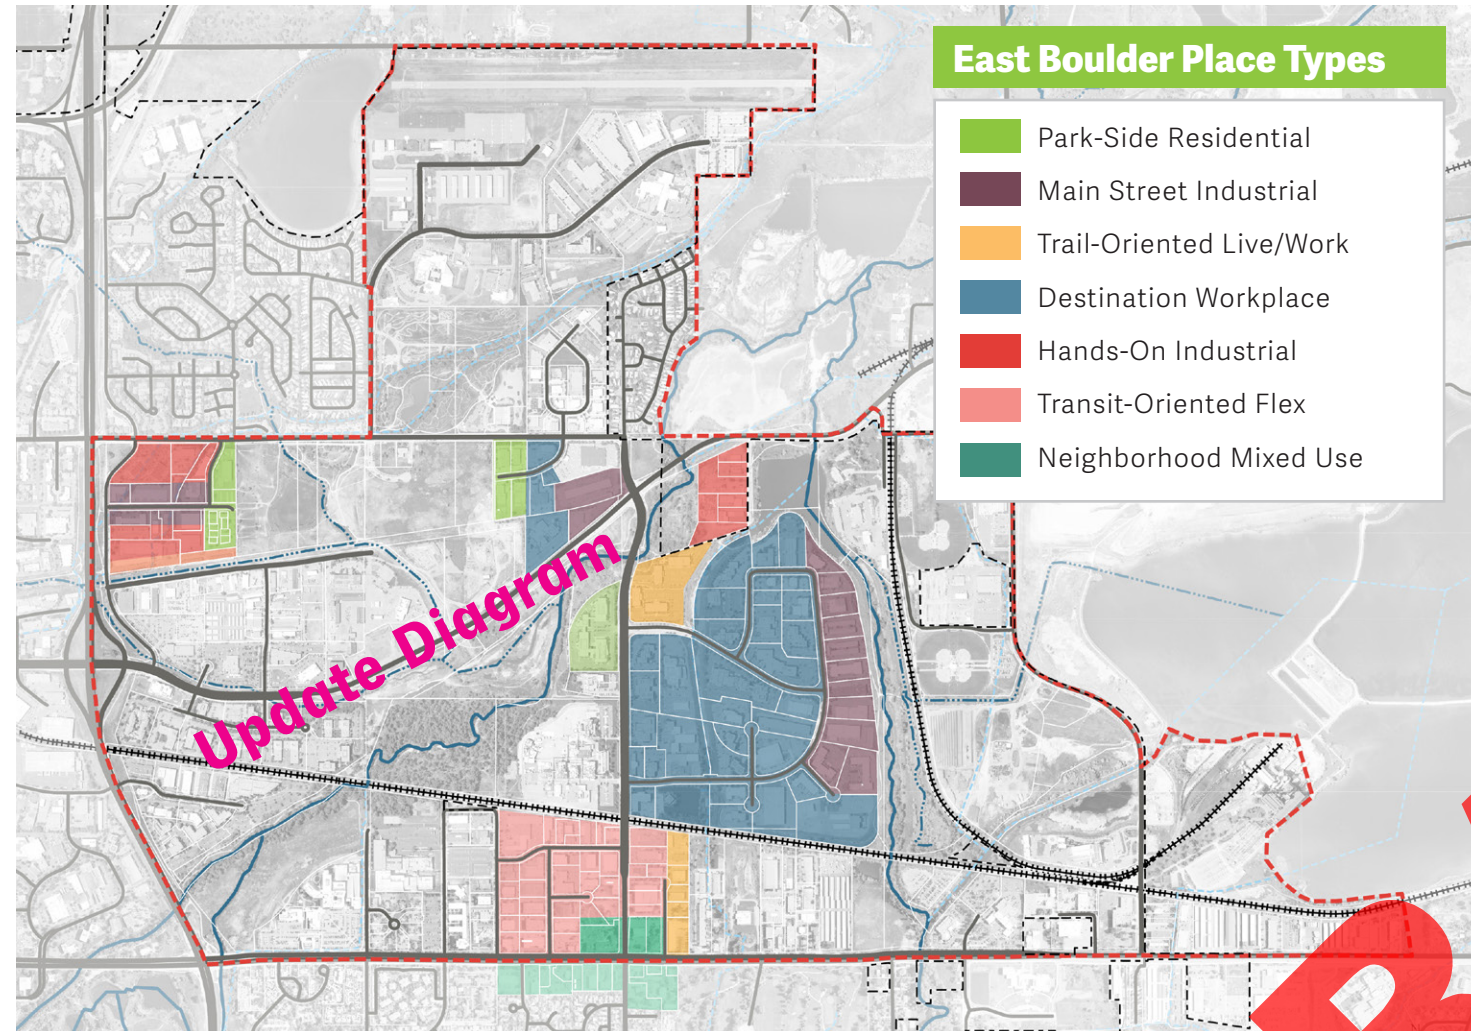 East Boulder Place Types
Park-Side Residential
Main Street Industrial
Trail-Oriented Live/Work
Destination Workplace
Hands-On Industrial
Transit-Oriented Flex
Neighborhood Mixed Use
Update Diagram